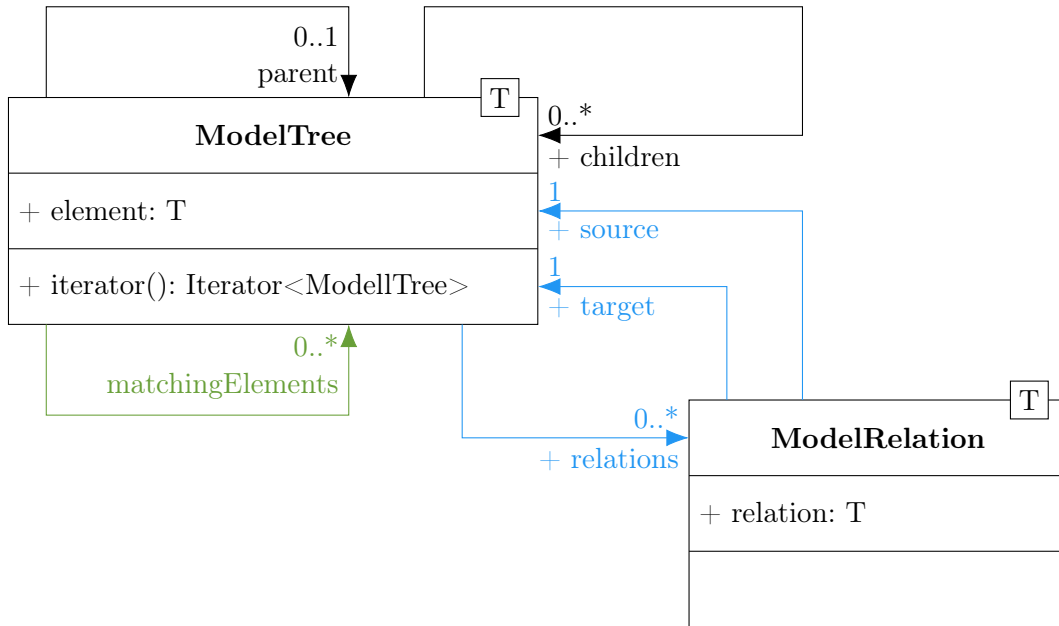 0..1
parent
T
ModelTree
0..*
+ children
+ element: T
1
+ source
+ iterator(): Iterator<ModellTree>
1
+ target
0..*
matchingElements
0..*
+ relations
T
ModelRelation
+ relation: T